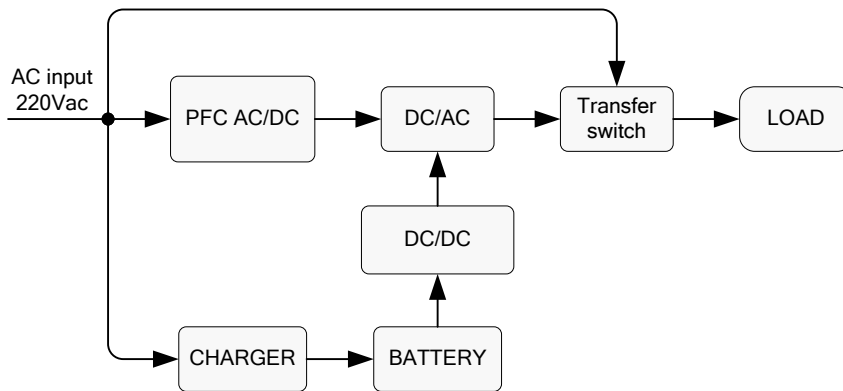 AC input
220Vac
PFC AC/DC
DC/AC
Transfer
switch
LOAD
DC/DC
CHARGER
BATTERY